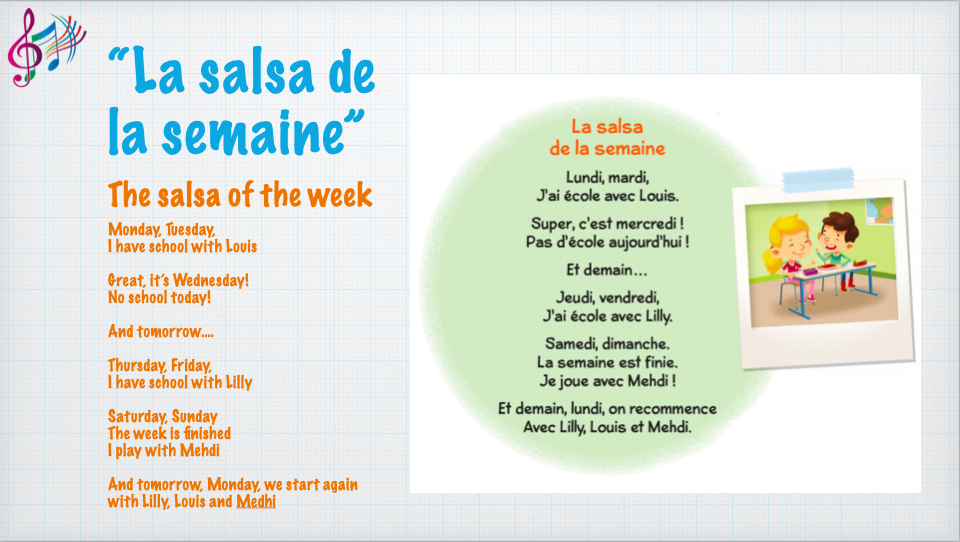 “La salsa de
la semaine”
The salsa of the week
Monday, Tuesday,
I have school with Louis
Great, it’s Wednesday!
No school today!
And tomorrow....
Thursday, Friday,
I have school with Lilly
Saturday, Sunday
The week is finished
I play with Mehdi
And tomorrow, Monday, we start again
with Lilly, Louis and Medhi
La salsa
de la semaine
Lundi, mardi,
J’ai école avec Louis.
Super, c’est mercredi !
Pas d’école aujourd’hui !
Et demain...
Jeudi, vendredi,
J’ai école avec Lilly.
Samedi, dimanche.
La semaine est finie.
Je joue avec Mehdi !
Et demain, lundi, on recommence
Avec Lilly, Louis et Mehdi.